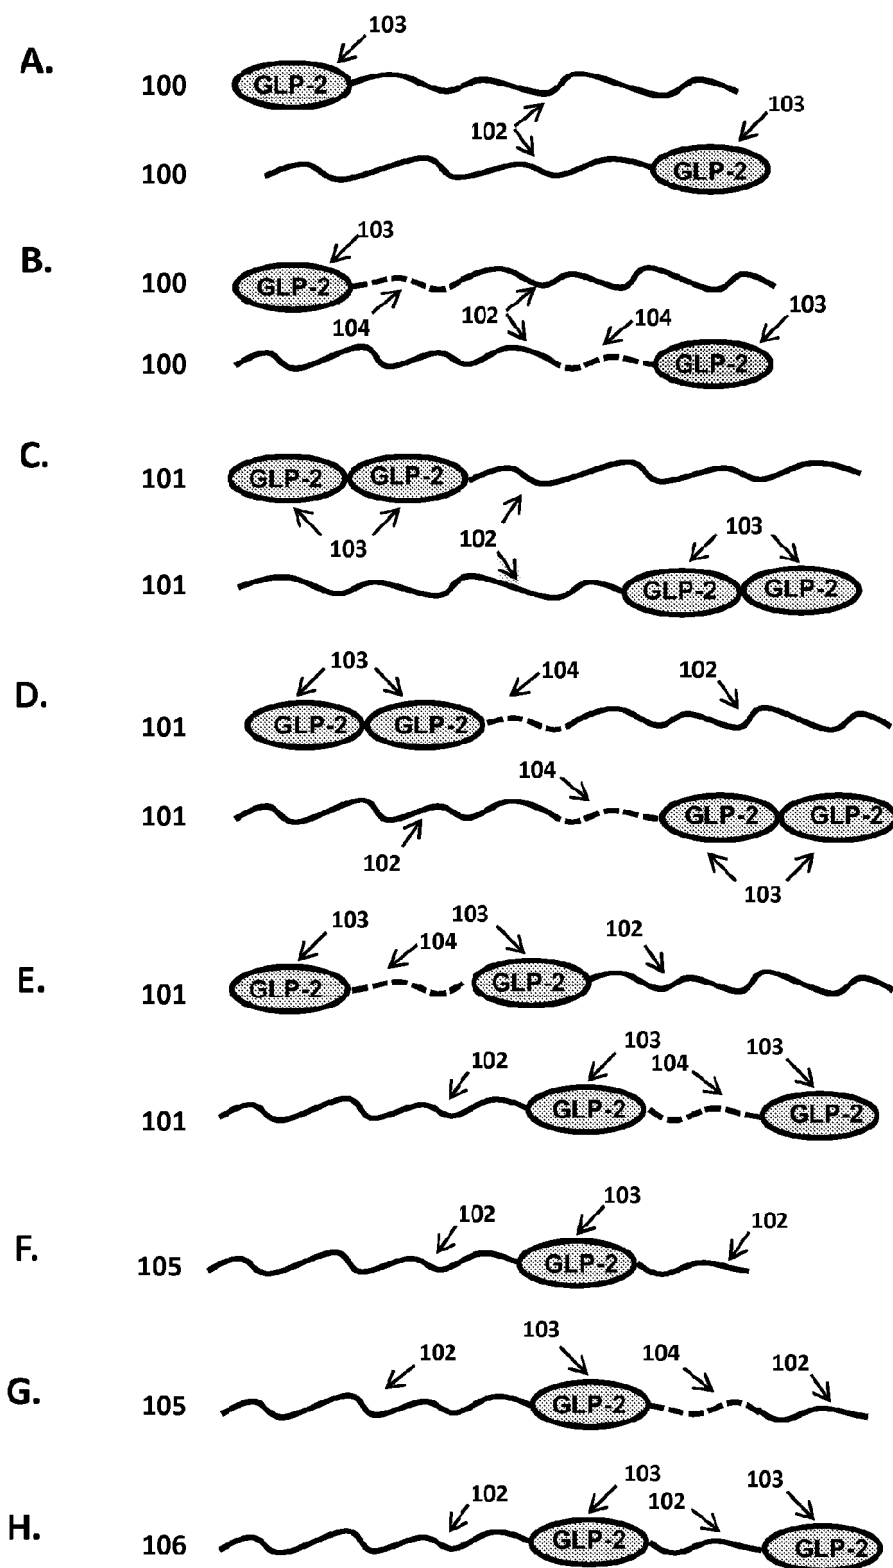 103
A.
100 GLP-2
102 103
100 GLP-2
103
B.
100 GLP-2
104 102 104 103
100 GLP-2
C.
101 GLP-2 GLP-2
103 102 103
101 GLP-2 GLP-2
103 104 102
D.
101 GLP-2 GLP-2
104
101 GLP-2 GLP-2
102
103
103 104 103 102
E.
101 GLP-2 GLP-2
102 103 104 103
101 GLP-2 GLP-2
102 103 102
F.
105 GLP-2
102 103 104 102
G.
105 GLP-2
102 103 102 103
H.
106 GLP-2 GLP-2